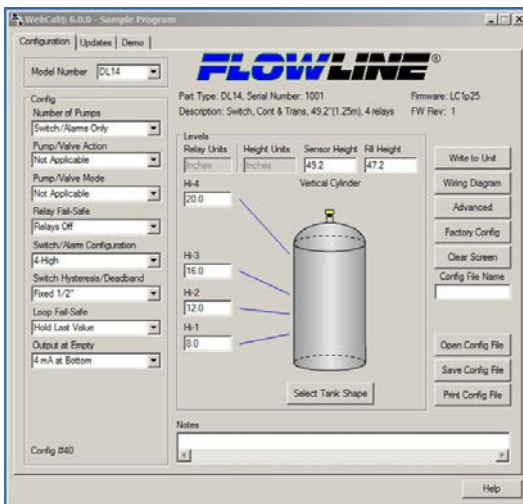 WebCal® 6.0.0 - Sample Program
Configuration Updates Demo
Model Number DL14
FLOWLINE®
Part Type: DL14, Serial Number: 1001
Firmware: LC1p25
Description: Switch, Cont & Trans, 49.2"(1.25m), 4 relays
FW Rev: 1
Config
Number of Pumps
Switch/Alarms Only
Pump/Valve Action
Not Applicable
Pump/Valve Mode
Not Applicable
Relay Fail-Safe
Relays Off
Switch/Alarm Configuration
4-High
Switch Hysteresis/Deadband
Fixed 1/2"
Loop Fail-Safe
Hold Last Value
Output at Empty
4 mA at Bottom
Config #40
Levels
Relay Units Height Units Sensor Height Fill Height
Inches Inches 49.2 47.2
Hi-4
Vertical Cylinder
20.0
Hi-3
16.0
Hi-2
12.0
Hi-1
8.0
Select Tank Shape
Notes
Write to Unit
Wiring Diagram
Advanced
Factory Config
Clear Screen
Config File Name
Open Config File
Save Config File
Print Config File
Help